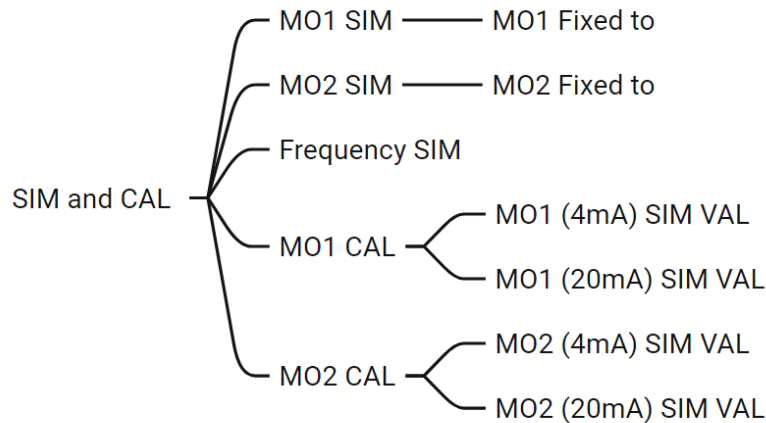 SIM and CAL
MO1 SIM
MO1 Fixed to
MO2 SIM
MO2 Fixed to
Frequency SIM
MO1 CAL
MO1 (4mA) SIM VAL
MO1 (20mA) SIM VAL
MO2 CAL
MO2 (4mA) SIM VAL
MO2 (20mA) SIM VAL